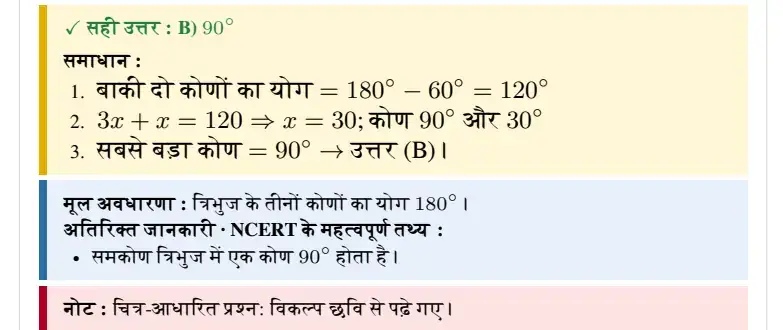 ✓ सही उत्तर : B) 90°
समाधान :
1. बाकी दो कोणों का योग = 180° − 60° = 120°
2. 3x + x = 120 ⇒ x = 30; कोण 90° और 30°
3. सबसे बड़ा कोण = 90° → उत्तर (B)।
मूल अवधारणा : त्रिभुज के तीनों कोणों का योग 180°।
अतिरिक्त जानकारी · NCERT के महत्वपूर्ण तथ्य :
• समकोण त्रिभुज में एक कोण 90° होता है।
नोट : चित्र-आधारित प्रश्न: विकल्प छवि से पढ़े गए।